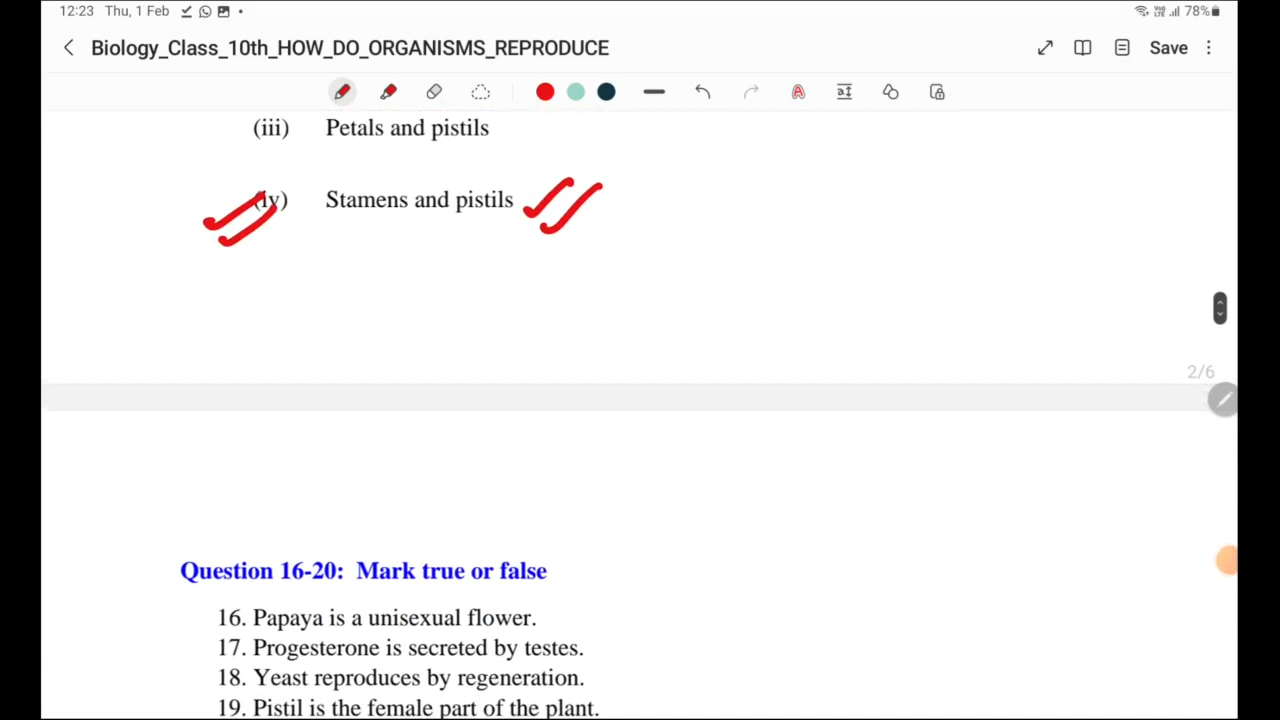 12:23 Thu, 1 Feb 78%
Biology_Class_10th_HOW_DO_ORGANISMS_REPRODUCE Save
(iii) Petals and pistils
(iv) Stamens and pistils
2/6
Question 16-20: Mark true or false
16. Papaya is a unisexual flower.
17. Progesterone is secreted by testes.
18. Yeast reproduces by regeneration.
19. Pistil is the female part of the plant.